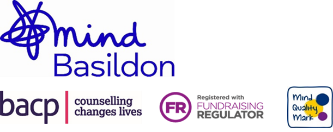 mind
Basildon
bacp
counselling
changes lives
FR
Registered with
FUNDRAISING
REGULATOR
Mind
Quality
Mark